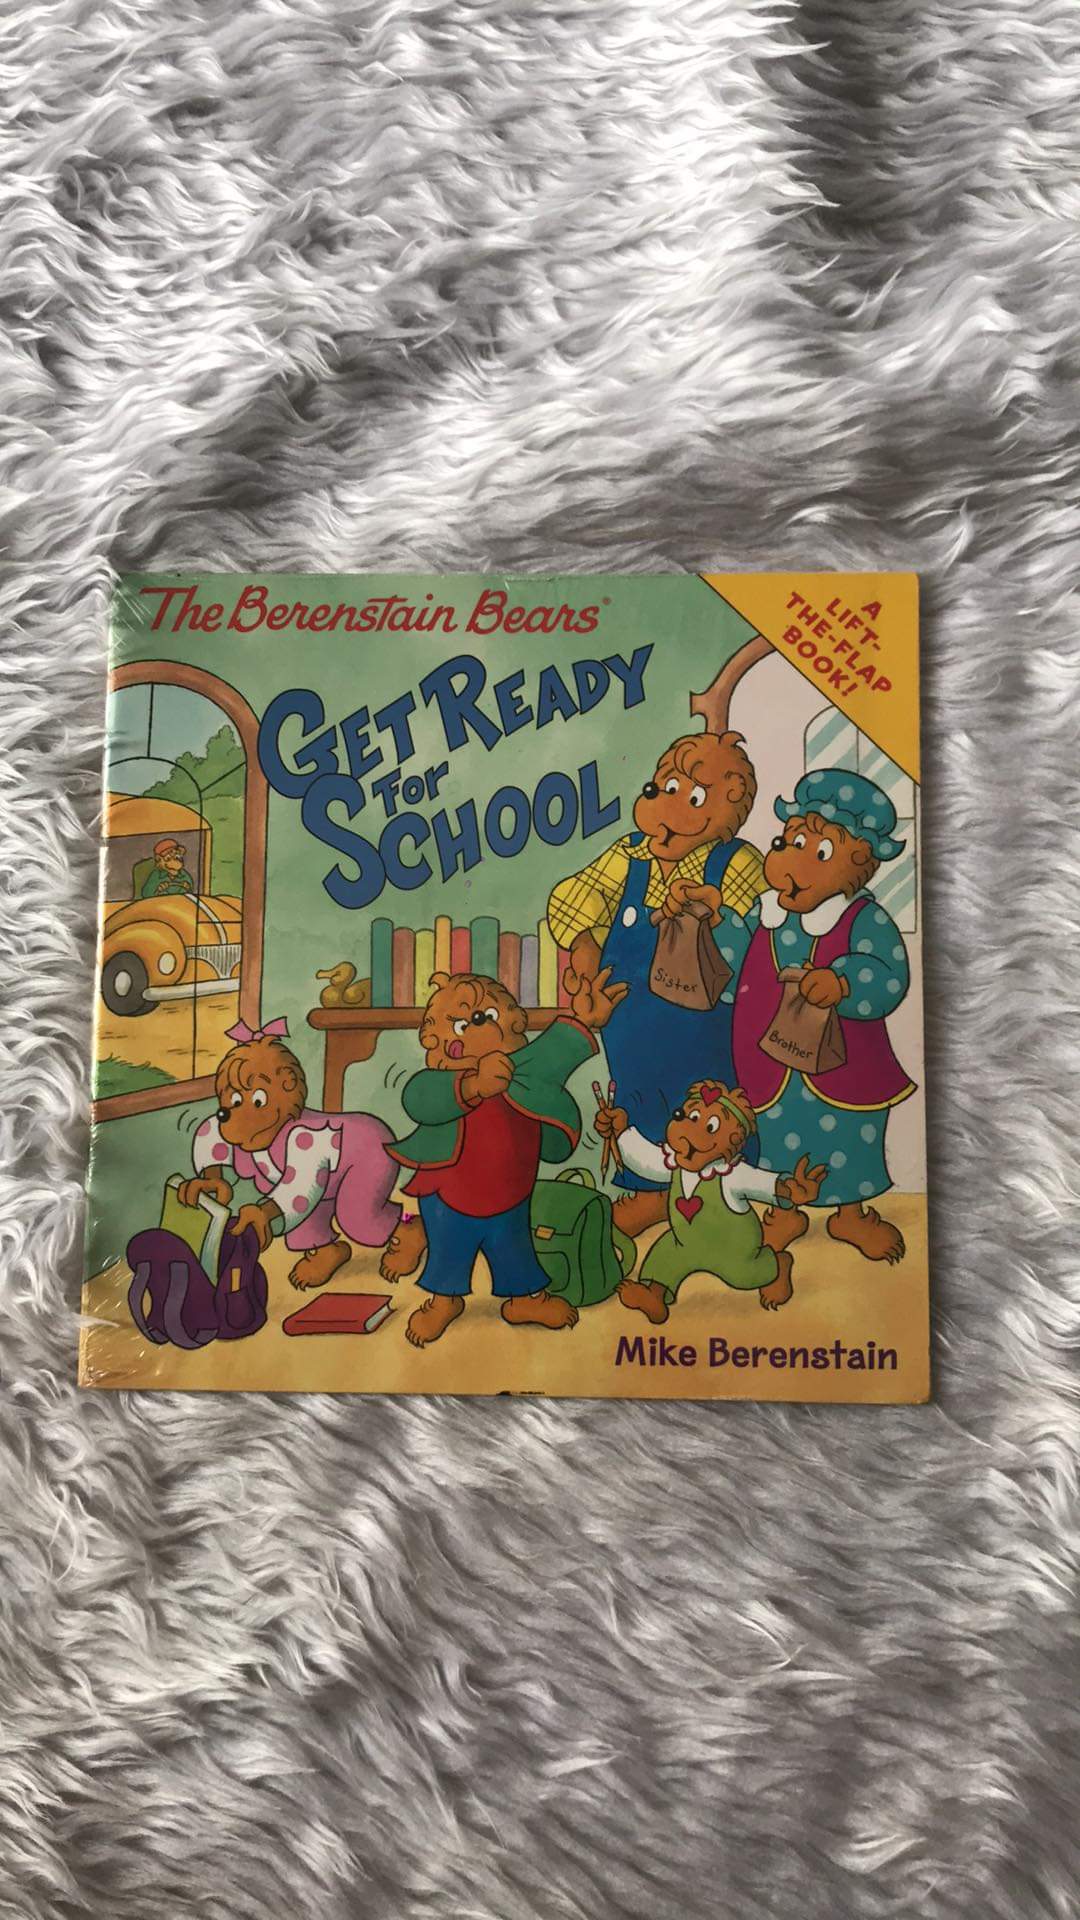 The Berenstain Bears®
A
LIFT-
THE-FLAP
BOOK!
GET READY
FOR
SCHOOL
Sister
Brother
Mike Berenstain